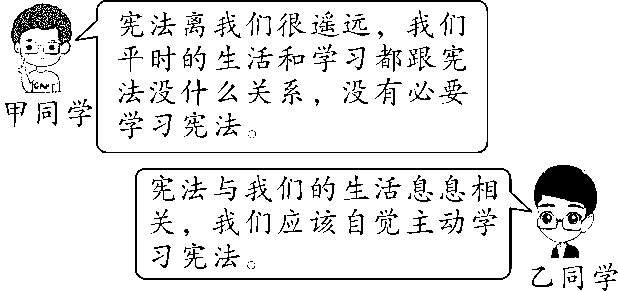 宪法离我们很遥远，我们
平时的生活和学习都跟宪
法没什么关系，没有必要
学习宪法。
甲同学
宪法与我们的生活息息相
关，我们应该自觉主动学
习宪法。
乙同学